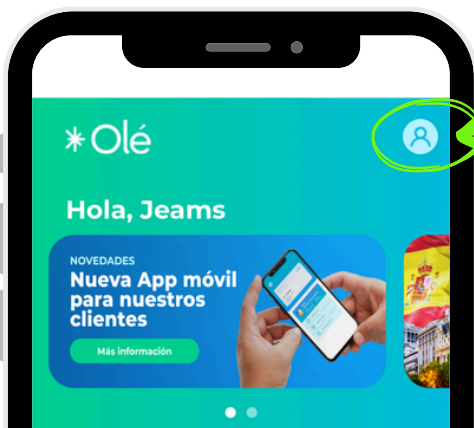 Olé
Hola, Jeams
NOVEDADES
Nueva App móvil
para nuestros
clientes
Más información